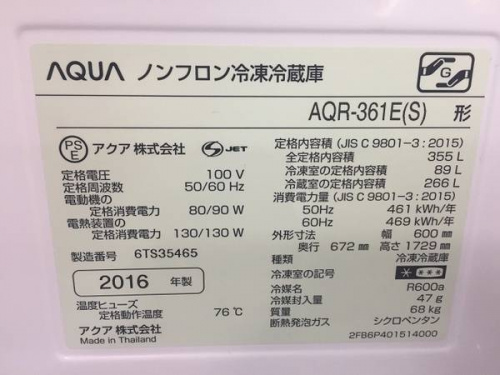 AQUA ノンフロン冷凍冷蔵庫
G
AQR-361E(S) 形
PS E アクア株式会社 S JET
定格電圧 100 V
定格周波数 50/60 Hz
電動機の
定格消費電力 80/90 W
電熱装置の
定格消費電力 130/130 W
製造番号 6TS35465
2016 年製
温度ヒューズ
定格動作温度 76℃
アクア株式会社
Made in Thailand
定格内容積 (JIS C 9801-3 : 2015)
全定格内容積 355 L
冷凍室の定格内容積 89 L
冷蔵室の定格内容積 266 L
消費電力量 (JIS C 9801-3 : 2015)
50Hz 461 kWh/年
60Hz 469 kWh/年
外形寸法 幅 600 mm
奥行 672 mm 高さ 1729 mm
種類 冷凍冷蔵庫
冷凍室の記号 * ***
冷媒名 R600a
冷媒封入量 47 g
質量 68 kg
断熱発泡ガス シクロペンタン
2FB6P401514000